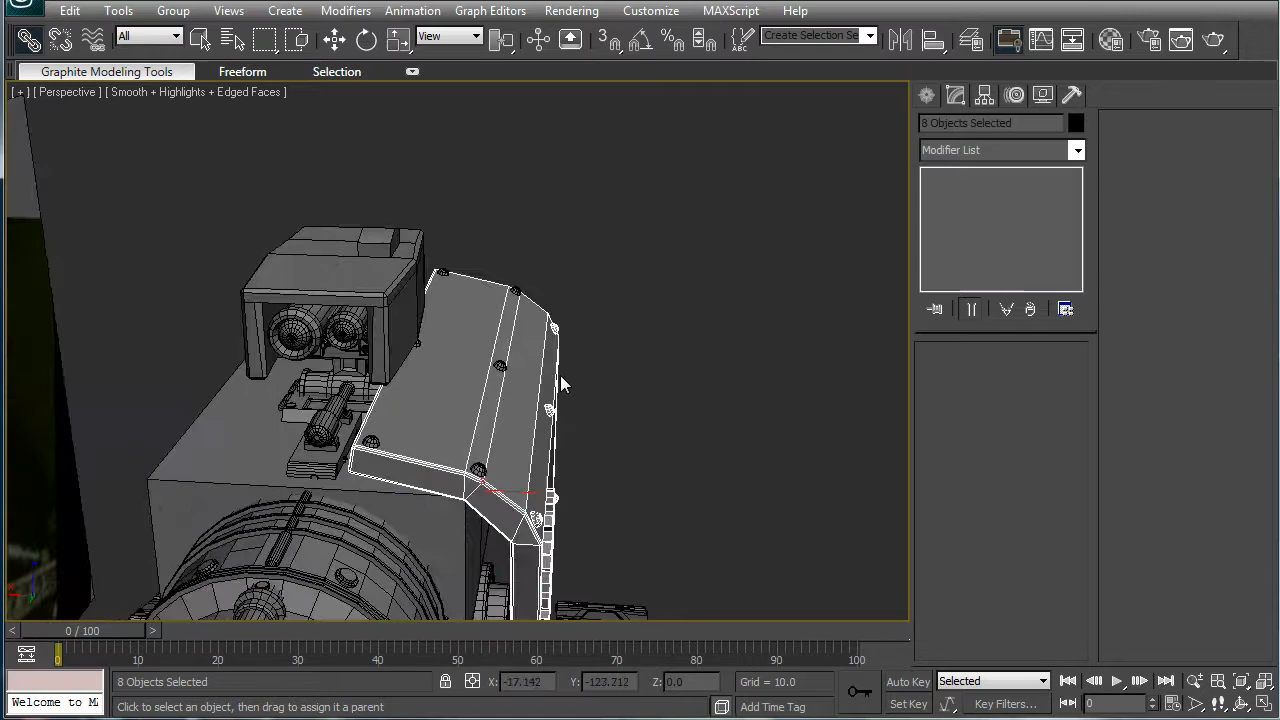 Edit Tools Group Views Create Modifiers Animation Graph Editors Rendering Customize MAXScript Help
All View 3 Create Selection Se
Graphite Modeling Tools Freeform Selection
[ + ] [ Perspective ] [ Smooth + Highlights + Edged Faces ]
8 Objects Selected
Modifier List
< 0 / 100 >
0 10 20 30 40 50 60 70 80 90 100
8 Objects Selected X: -17.142 Y: -123.212 Z: 0.0 Grid = 10.0 Auto Key Selected
Welcome to M Click to select an object, then drag to assign it a parent Add Time Tag Set Key Key Filters... 0